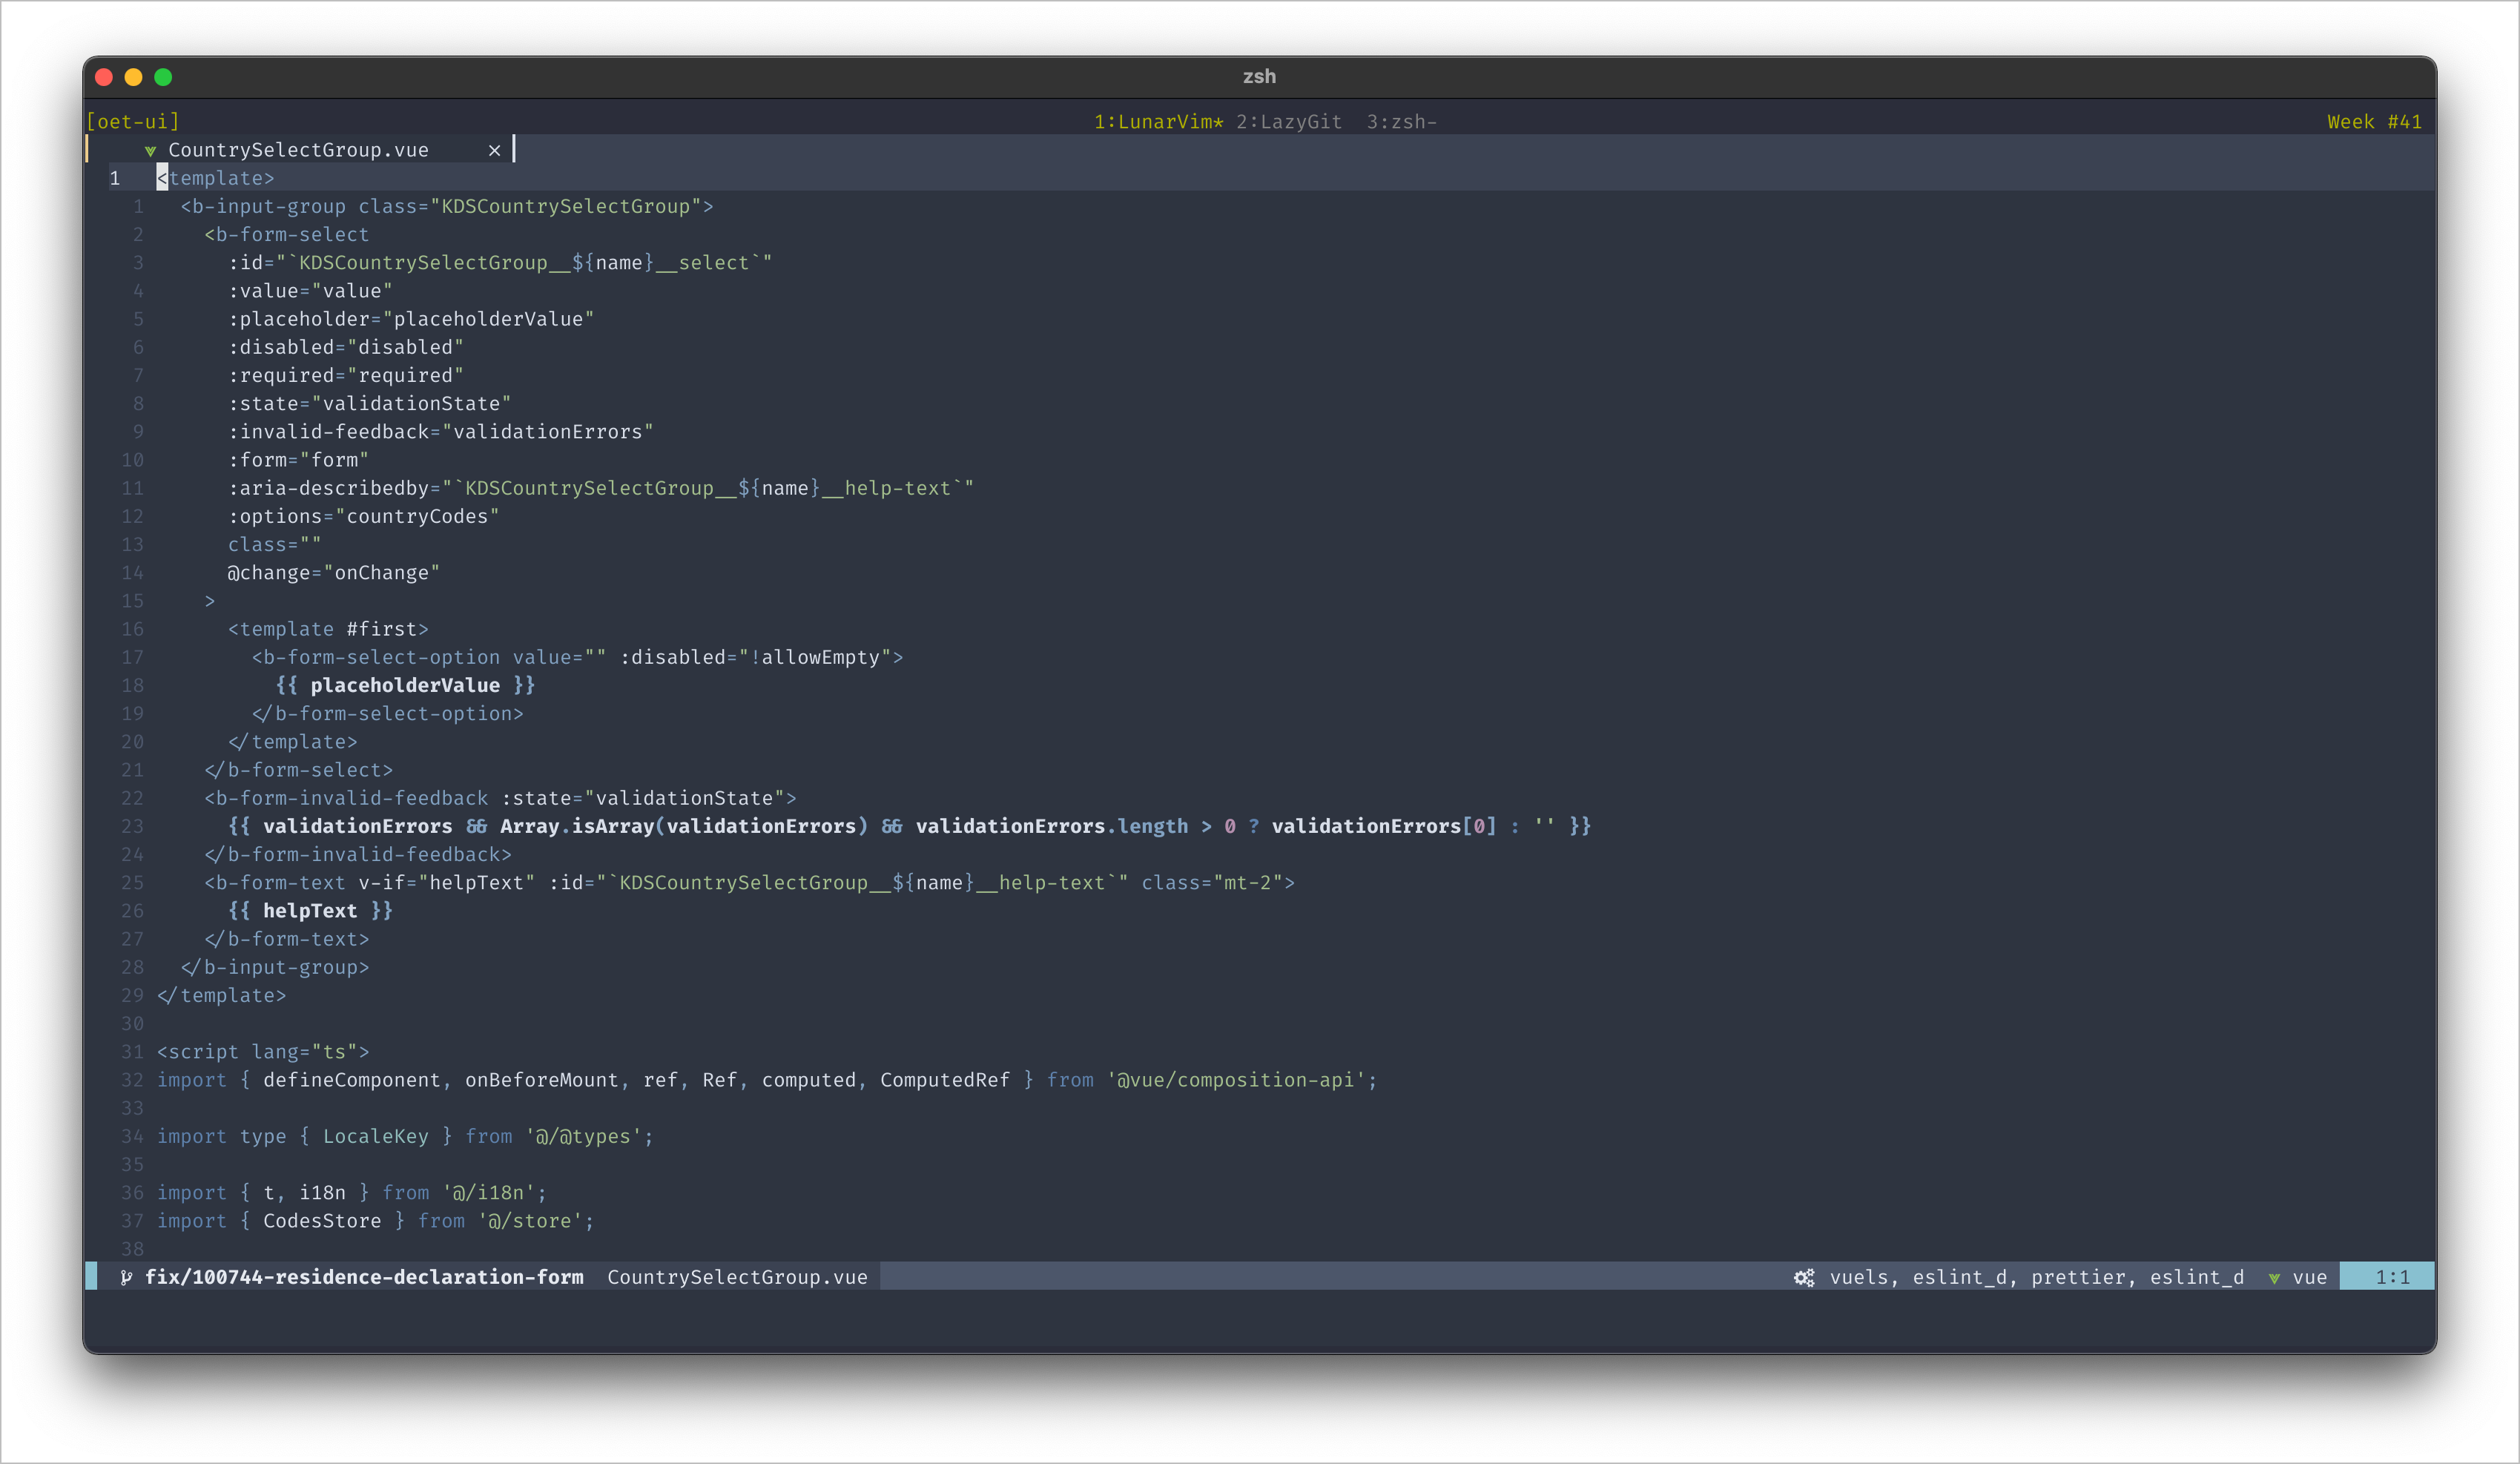 zsh
[oet-ui] 1:LunarVim* 2:LazyGit 3:zsh- Week #41
CountrySelectGroup.vue ×
1 <template>
1 <b-input-group class="KDSCountrySelectGroup">
2 <b-form-select
3 :id="`KDSCountrySelectGroup__${name}__select`"
4 :value="value"
5 :placeholder="placeholderValue"
6 :disabled="disabled"
7 :required="required"
8 :state="validationState"
9 :invalid-feedback="validationErrors"
10 :form="form"
11 :aria-describedby="`KDSCountrySelectGroup__${name}__help-text`"
12 :options="countryCodes"
13 class=""
14 @change="onChange"
15 >
16 <template #first>
17 <b-form-select-option value="" :disabled="!allowEmpty">
18 {{ placeholderValue }}
19 </b-form-select-option>
20 </template>
21 </b-form-select>
22 <b-form-invalid-feedback :state="validationState">
23 {{ validationErrors && Array.isArray(validationErrors) && validationErrors.length > 0 ? validationErrors[0] : '' }}
24 </b-form-invalid-feedback>
25 <b-form-text v-if="helpText" :id="`KDSCountrySelectGroup__${name}__help-text`" class="mt-2">
26 {{ helpText }}
27 </b-form-text>
28 </b-input-group>
29 </template>
30
31 <script lang="ts">
32 import { defineComponent, onBeforeMount, ref, Ref, computed, ComputedRef } from '@vue/composition-api';
33
34 import type { LocaleKey } from '@/@types';
35
36 import { t, i18n } from '@/i18n';
37 import { CodesStore } from '@/store';
38
fix/100744-residence-declaration-form CountrySelectGroup.vue vuels, eslint_d, prettier, eslint_d vue 1:1